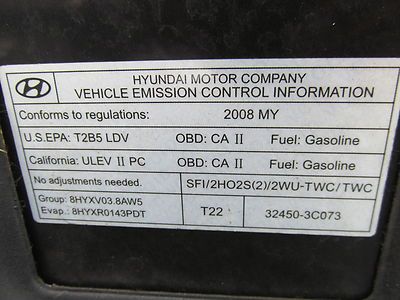 HYUNDAI MOTOR COMPANY
VEHICLE EMISSION CONTROL INFORMATION
Conforms to regulations: 2008 MY
U.S.EPA: T2B5 LDV OBD: CA II Fuel: Gasoline
California: ULEV II PC OBD: CA II Fuel: Gasoline
No adjustments needed. SFI/2HO2S(2)/2WU-TWC/TWC
Group: 8HYXV03.8AW5
Evap.: 8HYXR0143PDT T22 32450-3C073